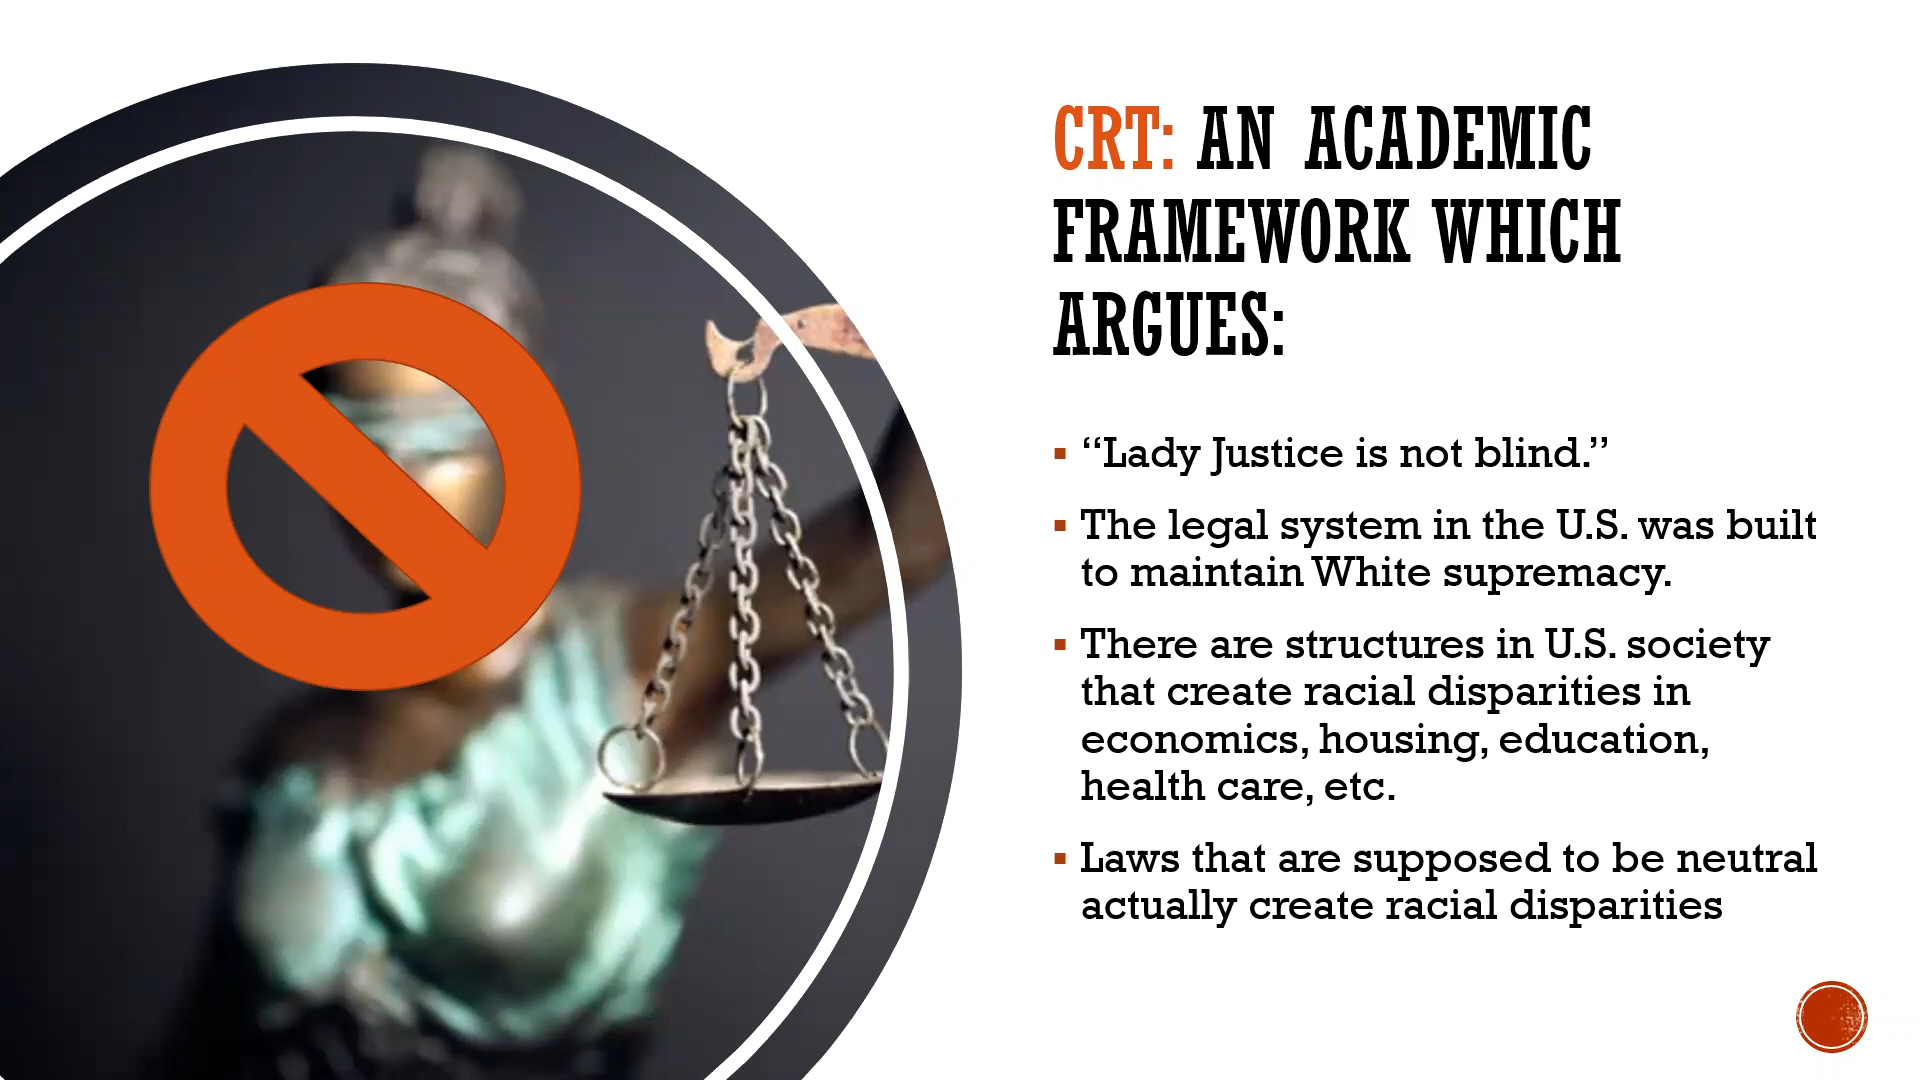 CRT: AN ACADEMIC
FRAMEWORK WHICH
ARGUES:
“Lady Justice is not blind.”
The legal system in the U.S. was built
to maintain White supremacy.
There are structures in U.S. society
that create racial disparities in
economics, housing, education,
health care, etc.
Laws that are supposed to be neutral
actually create racial disparities